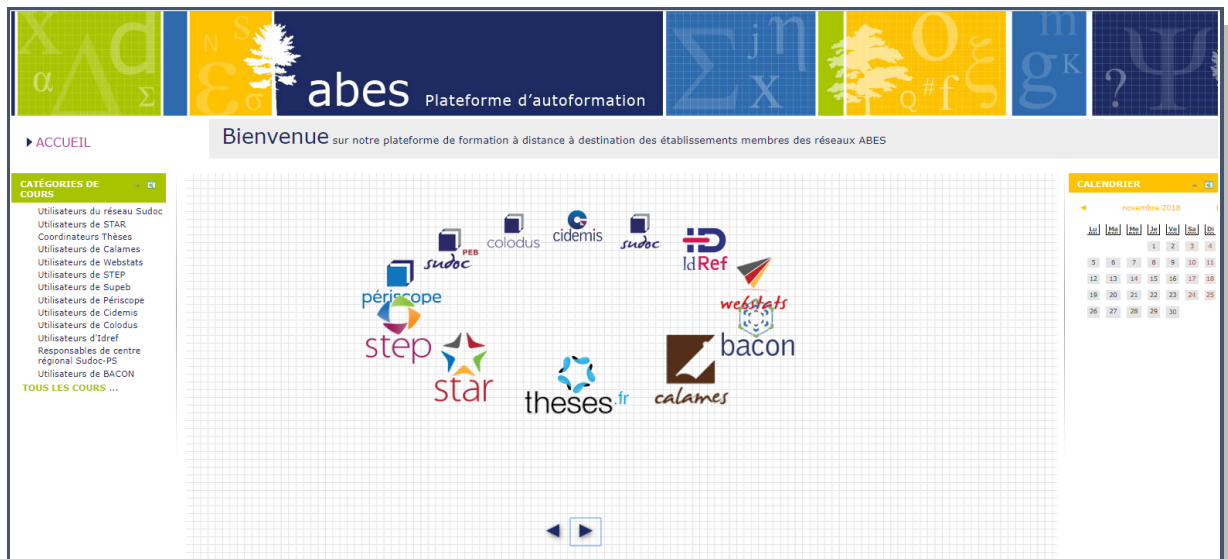 abes Plateforme d'autoformation
ACCUEIL
Bienvenue sur notre plateforme de formation à distance à destination des établissements membres des réseaux ABES
CATÉGORIES DE
COURS
Utilisateurs du réseau Sudoc
Utilisateurs de STAR
Coordinateurs Thèses
Utilisateurs de Calames
Utilisateurs de Webstats
Utilisateurs de STEP
Utilisateurs de Supeb
Utilisateurs de Périscope
Utilisateurs de Cidemis
Utilisateurs de Colodus
Utilisateurs d'Idref
Responsables de centre
régional Sudoc-PS
Utilisateurs de BACON
TOUS LES COURS ...
colodus
cidemis
sudoc
PEB
sudoc
IdRef
périscope
webstats
step
bacon
star
theses.fr
calames
CALENDRIER
novembre 2018
Lu Ma Me Je Ve Sa Di
1 2 3 4
5 6 7 8 9 10 11
12 13 14 15 16 17 18
19 20 21 22 23 24 25
26 27 28 29 30